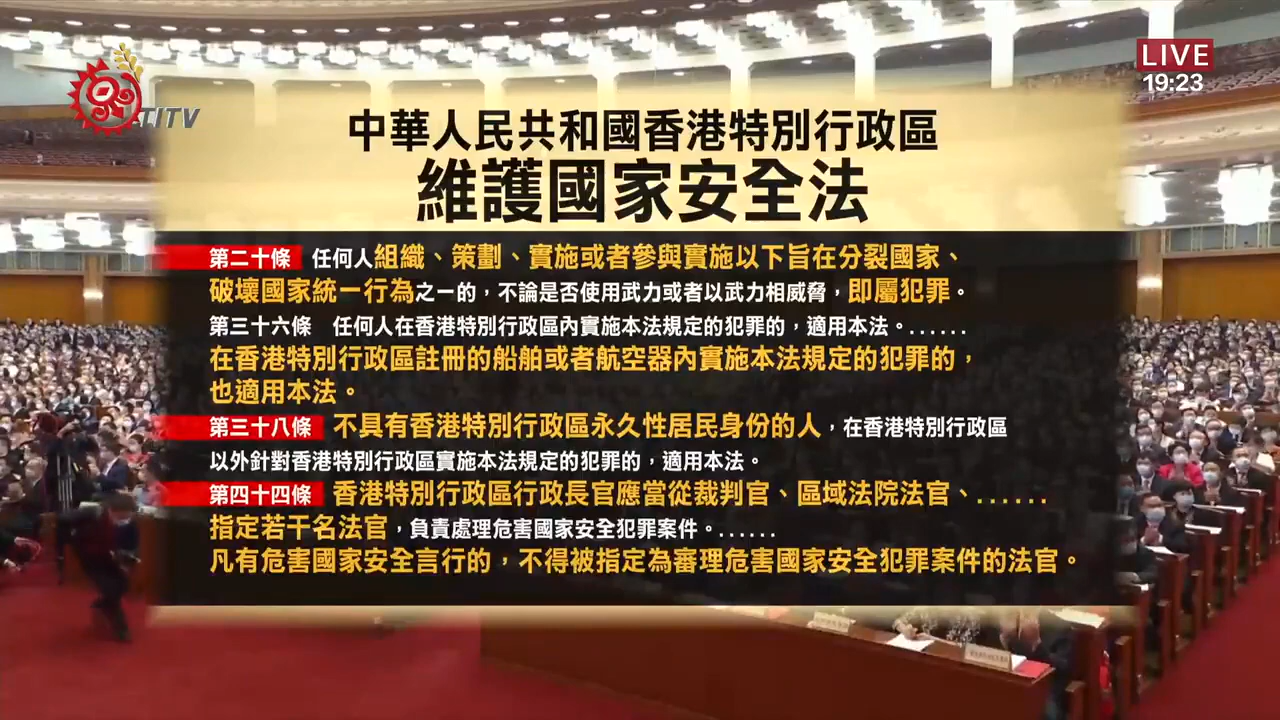 TITV
LIVE
19:23
中華人民共和國香港特別行政區
維護國家安全法
第二十條 任何人組織、策劃、實施或者參與實施以下旨在分裂國家、
破壞國家統一行為之一的，不論是否使用武力或者以武力相威脅，即屬犯罪。
第三十六條 任何人在香港特別行政區內實施本法規定的犯罪的，適用本法。......
在香港特別行政區註冊的船舶或者航空器內實施本法規定的犯罪的，
也適用本法。
第三十八條 不具有香港特別行政區永久性居民身份的人，在香港特別行政區
以外針對香港特別行政區實施本法規定的犯罪的，適用本法。
第四十四條 香港特別行政區行政長官應當從裁判官、區域法院法官、......
指定若干名法官，負責處理危害國家安全犯罪案件。......
凡有危害國家安全言行的，不得被指定為審理危害國家安全犯罪案件的法官。